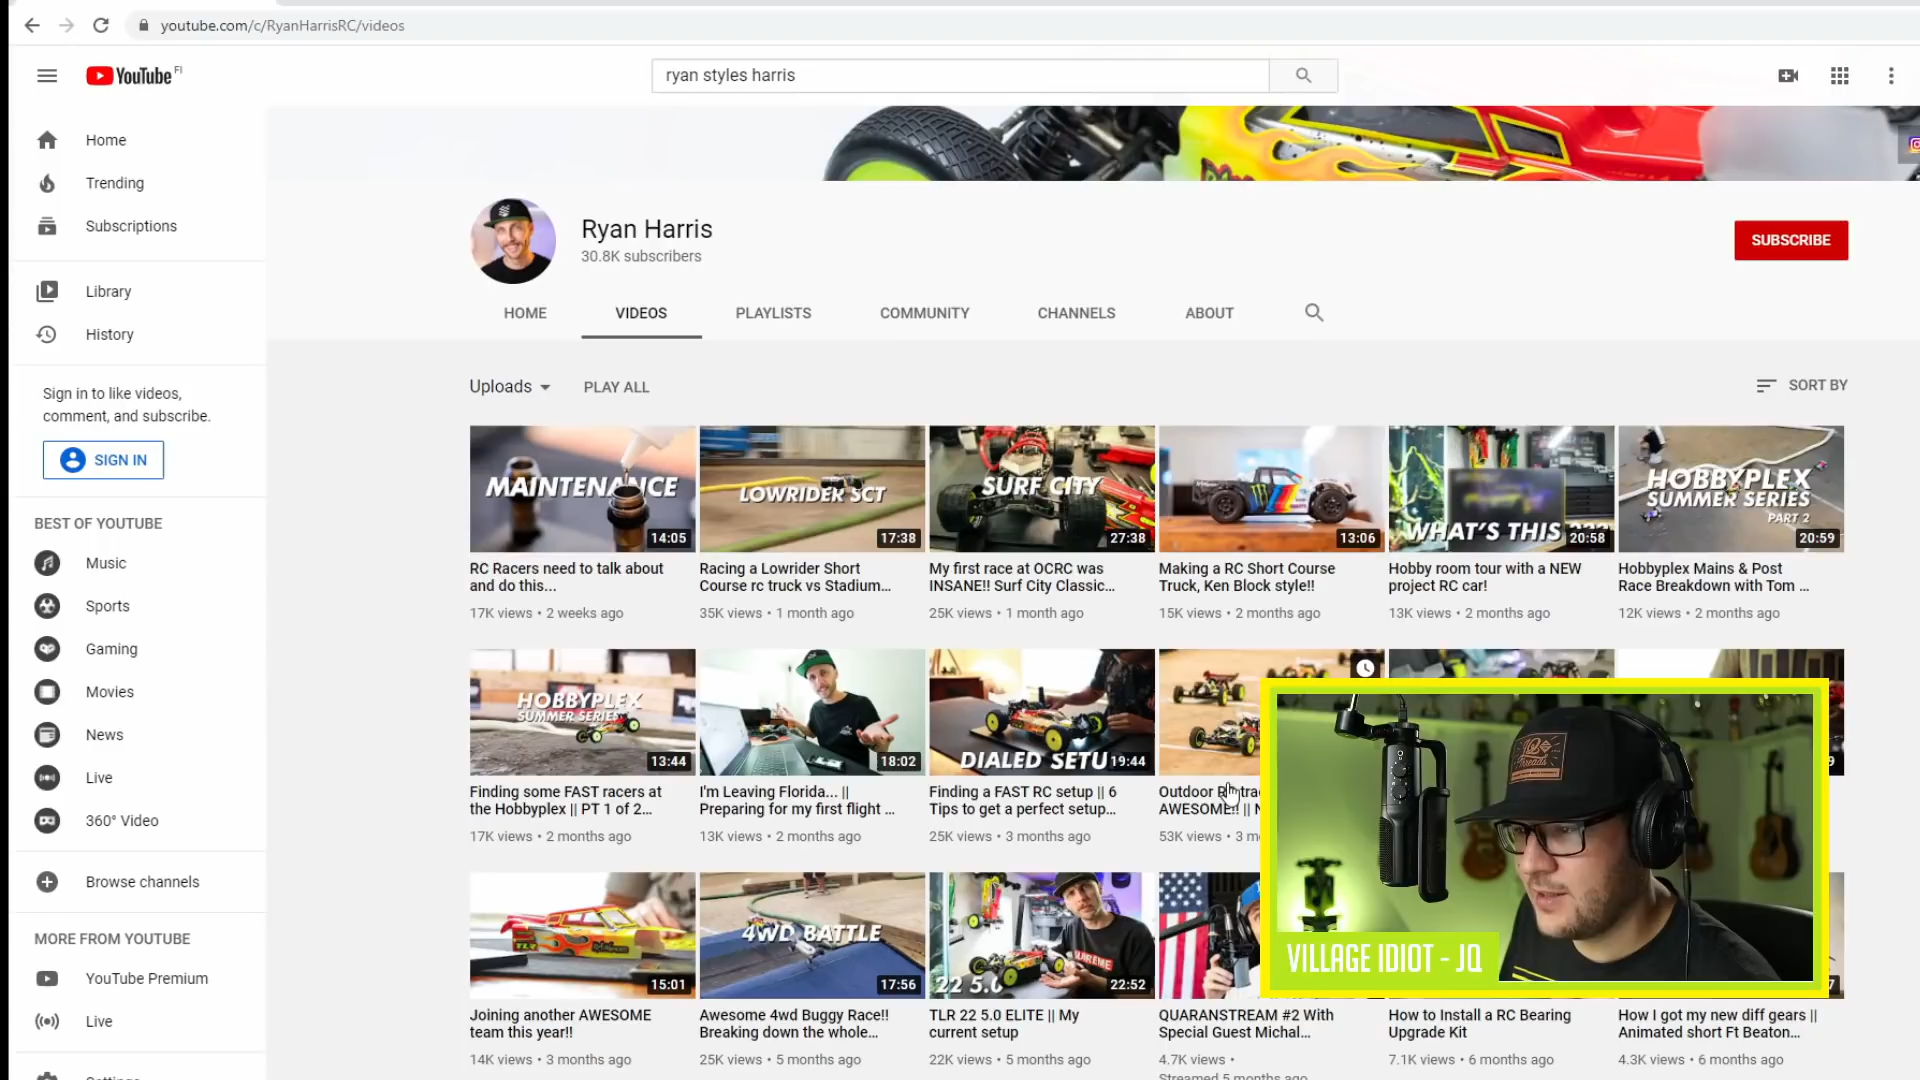 youtube.com/c/RyanHarrisRC/videos
YouTube FI
ryan styles harris
Home
Trending
Subscriptions
Library
History
Sign in to like videos,
comment, and subscribe.
SIGN IN
BEST OF YOUTUBE
Music
Sports
Gaming
Movies
News
Live
360° Video
Browse channels
MORE FROM YOUTUBE
YouTube Premium
Live
Settings
Ryan Harris
30.8K subscribers
SUBSCRIBE
HOME VIDEOS PLAYLISTS COMMUNITY CHANNELS ABOUT
Uploads PLAY ALL SORT BY
MAINTENANCE
14:05
RC Racers need to talk about
and do this...
17K views • 2 weeks ago
LOWRIDER SCT
17:38
Racing a Lowrider Short
Course rc truck vs Stadium...
35K views • 1 month ago
SURF CITY
27:38
My first race at OCRC was
INSANE!! Surf City Classic...
25K views • 1 month ago
13:06
Making a RC Short Course
Truck, Ken Block style!!
15K views • 2 months ago
WHAT'S THIS
20:58
Hobby room tour with a NEW
project RC car!
13K views • 2 months ago
HOBBYPLEX
SUMMER SERIES
PART 2
20:59
Hobbyplex Mains & Post
Race Breakdown with Tom ...
12K views • 2 months ago
HOBBYPLEX
SUMMER SERIES
13:44
Finding some FAST racers at
the Hobbyplex || PT 1 of 2...
17K views • 2 months ago
18:02
I'm Leaving Florida... ||
Preparing for my first flight ...
13K views • 2 months ago
DIALED SETU
19:44
Finding a FAST RC setup || 6
Tips to get a perfect setup...
25K views • 3 months ago
Outdoor
AWESOME!! ||
53K views • 3
15:01
Joining another AWESOME
team this year!!
14K views • 3 months ago
4WD BATTLE
17:56
Awesome 4wd Buggy Race!!
Breaking down the whole...
25K views • 5 months ago
22 5.0
22:52
TLR 22 5.0 ELITE || My
current setup
22K views • 5 months ago
QUARANSTREAM #2 With
Special Guest Michal...
4.7K views •
Streamed 5 months ago
How to Install a RC Bearing
Upgrade Kit
7.1K views • 6 months ago
How I got my new diff gears ||
Animated short Ft Beaton...
4.3K views • 6 months ago
VILLAGE IDIOT - JQ